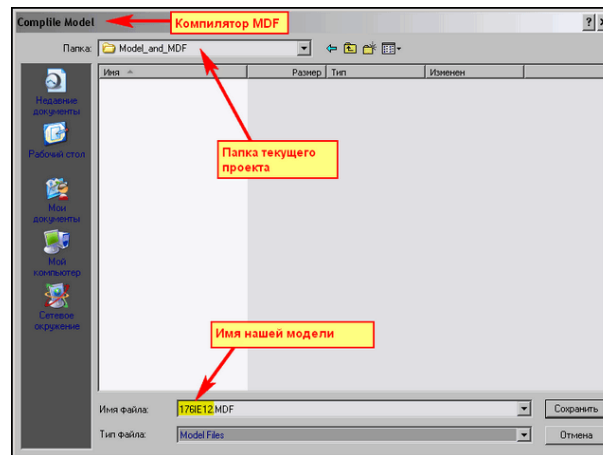 Complile Model
Компилятор MDF
Папка:
Model_and_MDF
Имя
Размер
Тип
Изменен
Недавние
документы
Рабочий стол
Мои
документы
Мой
компьютер
Сетевое
окружение
Папка текущего
проекта
Имя нашей модели
Имя файла:
176IE12.MDF
Сохранить
Тип файла:
Model Files
Отмена